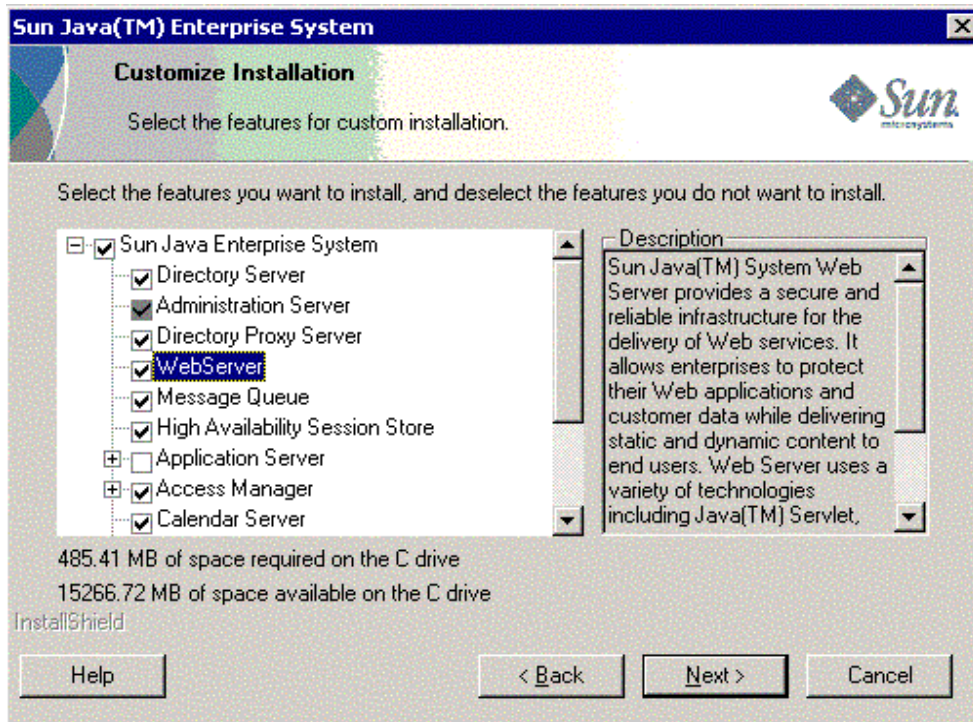 Sun Java(TM) Enterprise System
Customize Installation
Select the features for custom installation.
Sun
microsystems
Select the features you want to install, and deselect the features you do not want to install.
Sun Java Enterprise System
Directory Server
Administration Server
Directory Proxy Server
WebServer
Message Queue
High Availability Session Store
Application Server
Access Manager
Calendar Server
Description
Sun Java(TM) System Web
Server provides a secure and
reliable infrastructure for the
delivery of Web services. It
allows enterprises to protect
their Web applications and
customer data while delivering
static and dynamic content to
end users. Web Server uses a
variety of technologies
including Java(TM) Servlet,
485.41 MB of space required on the C drive
15266.72 MB of space available on the C drive
InstallShield
Help
< Back
Next >
Cancel